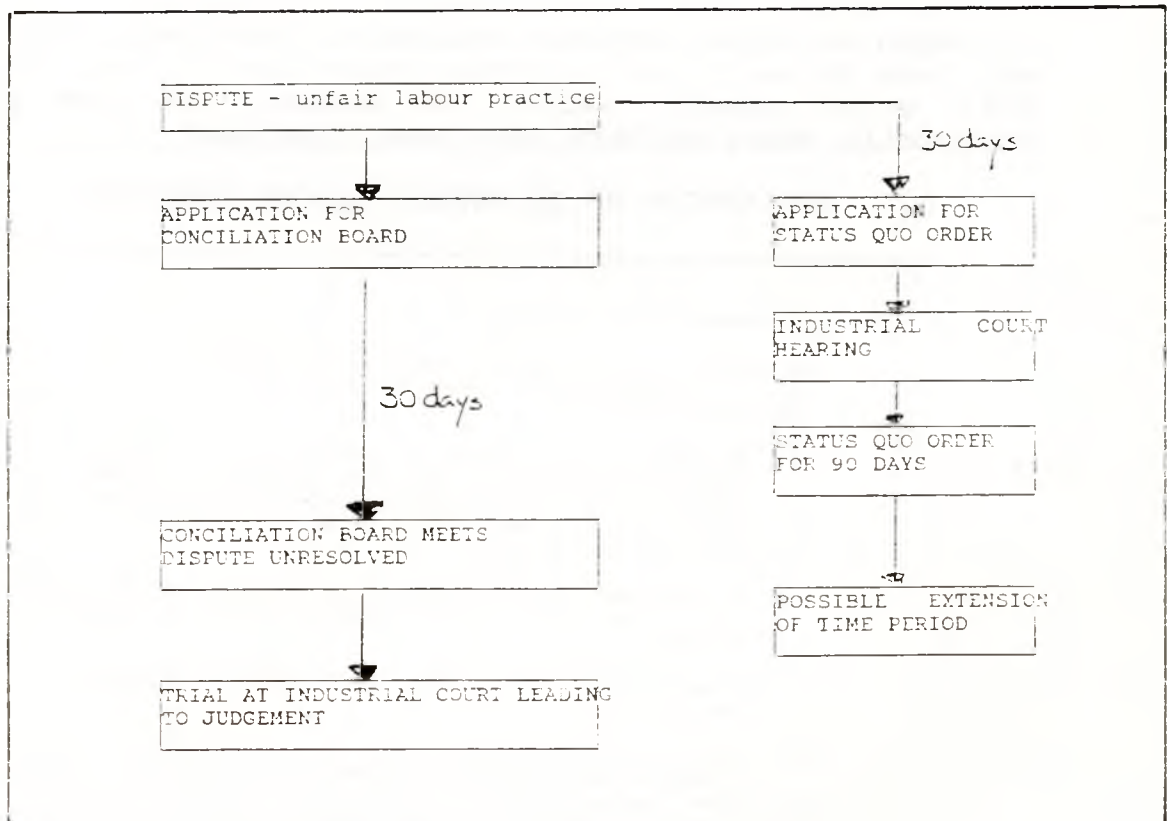 DISPUTE - unfair labour practice
30 days
APPLICATION FOR
CONCILIATION BOARD
APPLICATION FOR
STATUS QUO ORDER
INDUSTRIAL COURT
HEARING
30 days
STATUS QUO ORDER
FOR 90 DAYS
CONCILIATION BOARD MEETS
DISPUTE UNRESOLVED
POSSIBLE EXTENSION
OF TIME PERIOD
TRIAL AT INDUSTRIAL COURT LEADING
TO JUDGEMENT